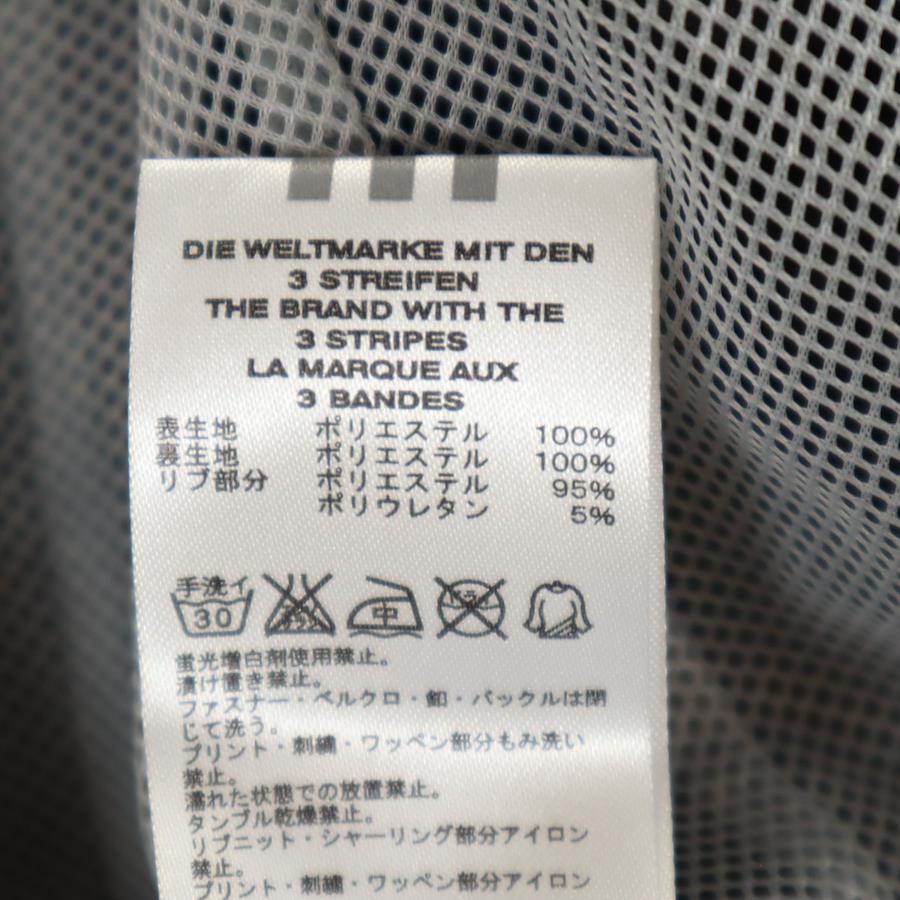 DIE WELTMARKE MIT DEN
3 STREIFEN
THE BRAND WITH THE
3 STRIPES
LA MARQUE AUX
3 BANDES
表生地 ポリエステル 100%
裏生地 ポリエステル 100%
リブ部分 ポリエステル 95%
ポリウレタン 5%
手洗イ
30
中
蛍光増白剤使用禁止。
漬け置き禁止。
ファスナー・ベルクロ・釦・バックルは閉
じて洗う。
プリント・刺繍・ワッペン部分もみ洗い
禁止。
濡れた状態での放置禁止。
タンブル乾燥禁止。
リブニット・シャーリング部分アイロン
禁止。
プリント・刺繍・ワッペン部分アイロン